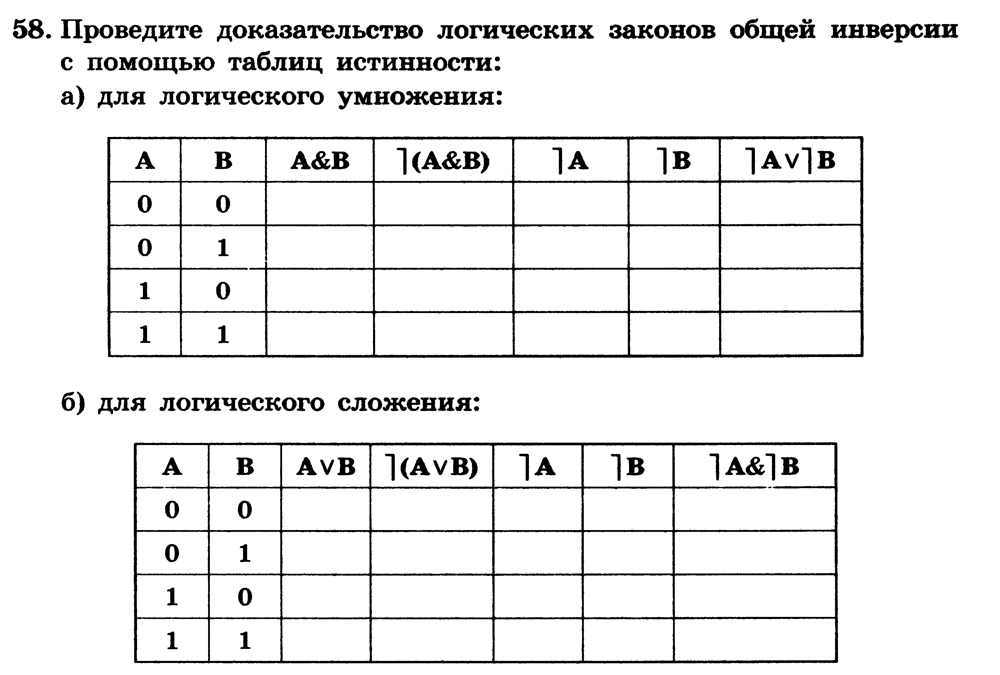 58. Проведите доказательство логических законов общей инверсии
с помощью таблиц истинности:
а) для логического умножения:
A B A&B ⌉(A&B) ⌉A ⌉B ⌉A∨⌉B
0 0
0 1
1 0
1 1
б) для логического сложения:
A B A∨B ⌉(A∨B) ⌉A ⌉B ⌉A&⌉B
0 0
0 1
1 0
1 1